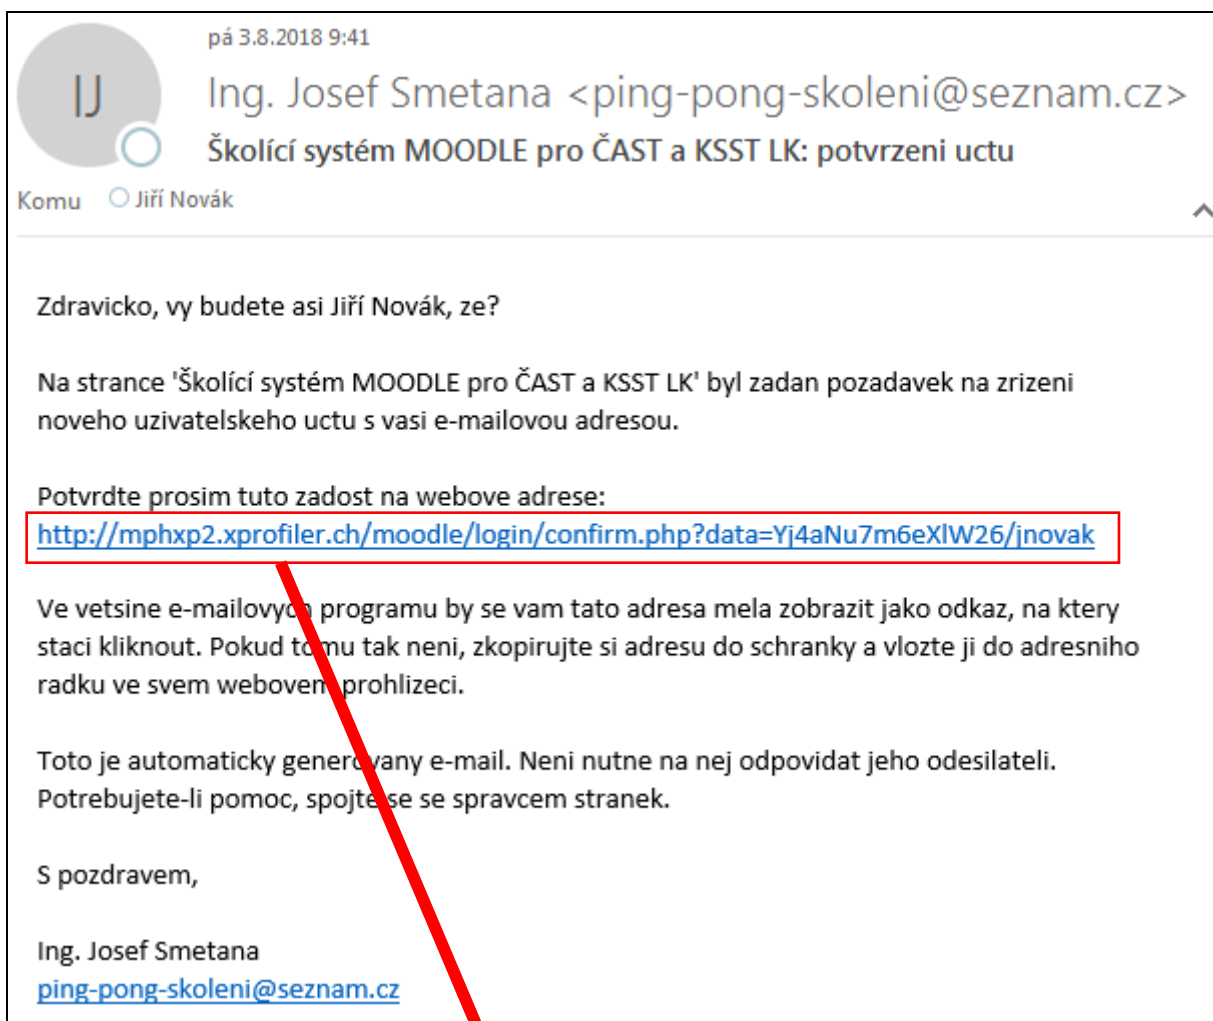 pá 3.8.2018 9:41
IJ
Ing. Josef Smetana <ping-pong-skoleni@seznam.cz>
Školící systém MOODLE pro ČAST a KSST LK: potvrzeni uctu
Komu Jiří Novák
Zdravicko, vy budete asi Jiří Novák, ze?
Na strance 'Školící systém MOODLE pro ČAST a KSST LK' byl zadan pozadavek na zrizeni
noveho uzivatelskeho uctu s vasi e-mailovou adresou.
Potvrdte prosim tuto zadost na webove adrese:
http://mphxp2.xprofiler.ch/moodle/login/confirm.php?data=Yj4aNu7m6eXlW26/jnovak
Ve vetsine e-mailovych programu by se vam tato adresa mela zobrazit jako odkaz, na ktery
staci kliknout. Pokud tomu tak neni, zkopirujte si adresu do schranky a vlozte ji do adresniho
radku ve svem webovem prohlizeci.
Toto je automaticky generovany e-mail. Neni nutne na nej odpovidat jeho odesilateli.
Potrebujete-li pomoc, spojte se se spravcem stranek.
S pozdravem,
Ing. Josef Smetana
ping-pong-skoleni@seznam.cz